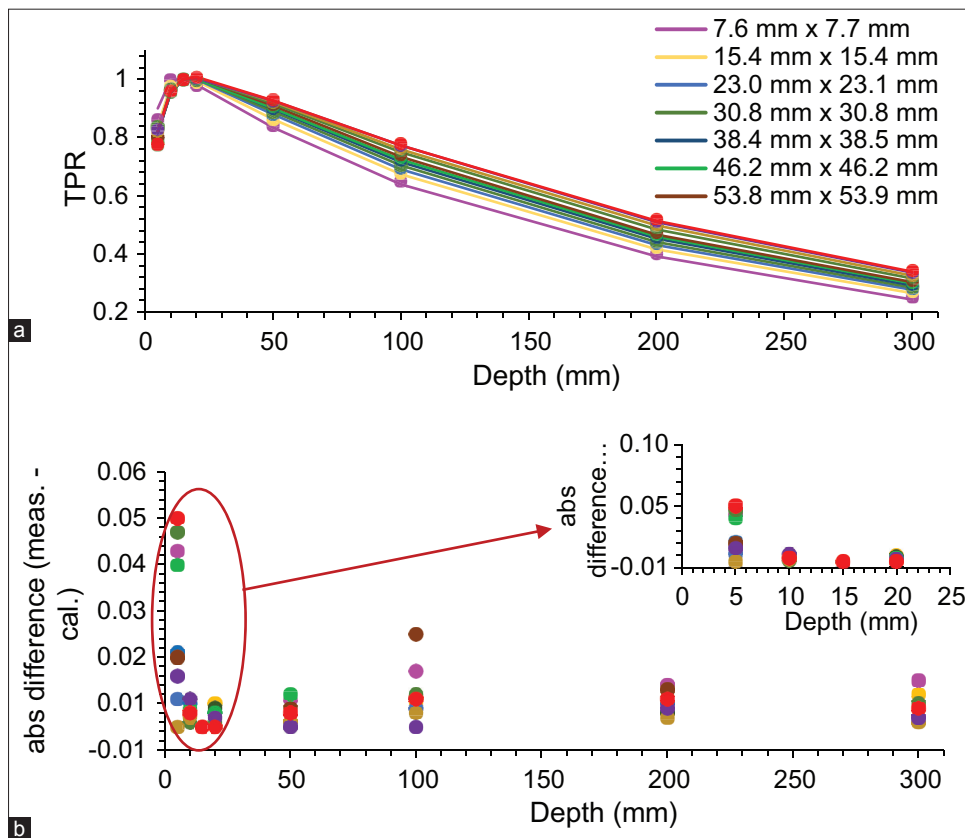 7.6 mm x 7.7 mm
15.4 mm x 15.4 mm
23.0 mm x 23.1 mm
30.8 mm x 30.8 mm
38.4 mm x 38.5 mm
46.2 mm x 46.2 mm
53.8 mm x 53.9 mm
1
0.8
0.6
0.4
0.2
TPR
0 50 100 150 200 250 300
Depth (mm)
a
0.06
0.05
0.04
0.03
0.02
0.01
-0.01
abs difference (meas. -
cal.)
0 50 100 150 200 250 300
Depth (mm)
0.10
0.05
-0.01
abs
difference...
0 5 10 15 20 25
Depth (mm)
b